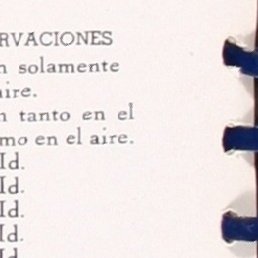 RVACIONES
n solamente
aire.
n tanto en el
mo en el aire.
Id.
Id.
Id.
Id.
Id.